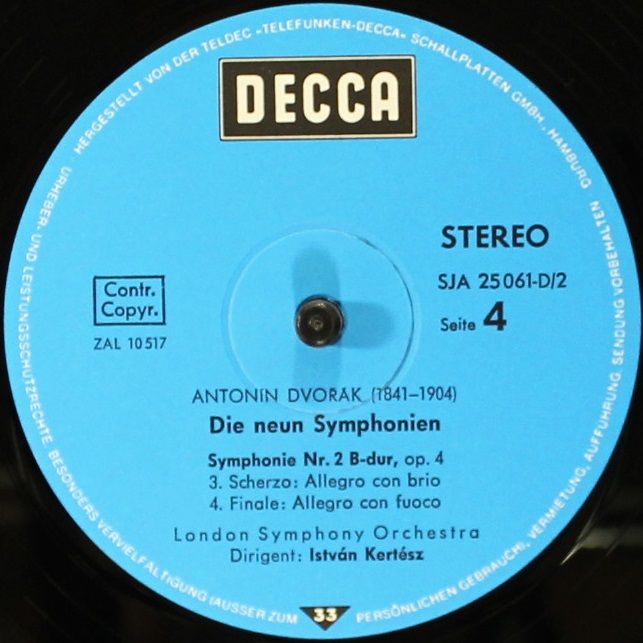 HERGESTELLT VON DER TELDEC »TELEFUNKEN-DECCA« SCHALLPLATTEN GMBH., HAMBURG
DECCA
STEREO
SJA 25 061-D/2
Seite 4
Contr.
Copyr.
ZAL 10 517
ANTONIN DVORAK (1841–1904)
Die neun Symphonien
Symphonie Nr. 2 B-dur, op. 4
3. Scherzo: Allegro con brio
4. Finale: Allegro con fuoco
London Symphony Orchestra
Dirigent: István Kertész
URHEBER- UND LEISTUNGSSCHUTZRECHTE, BESONDERS VERVIELFÄLTIGUNG (AUSSER ZUM PERSÖNLICHEN GEBRAUCH), VERMIETUNG, AUFFÜHRUNG, SENDUNG VORBEHALTEN
33